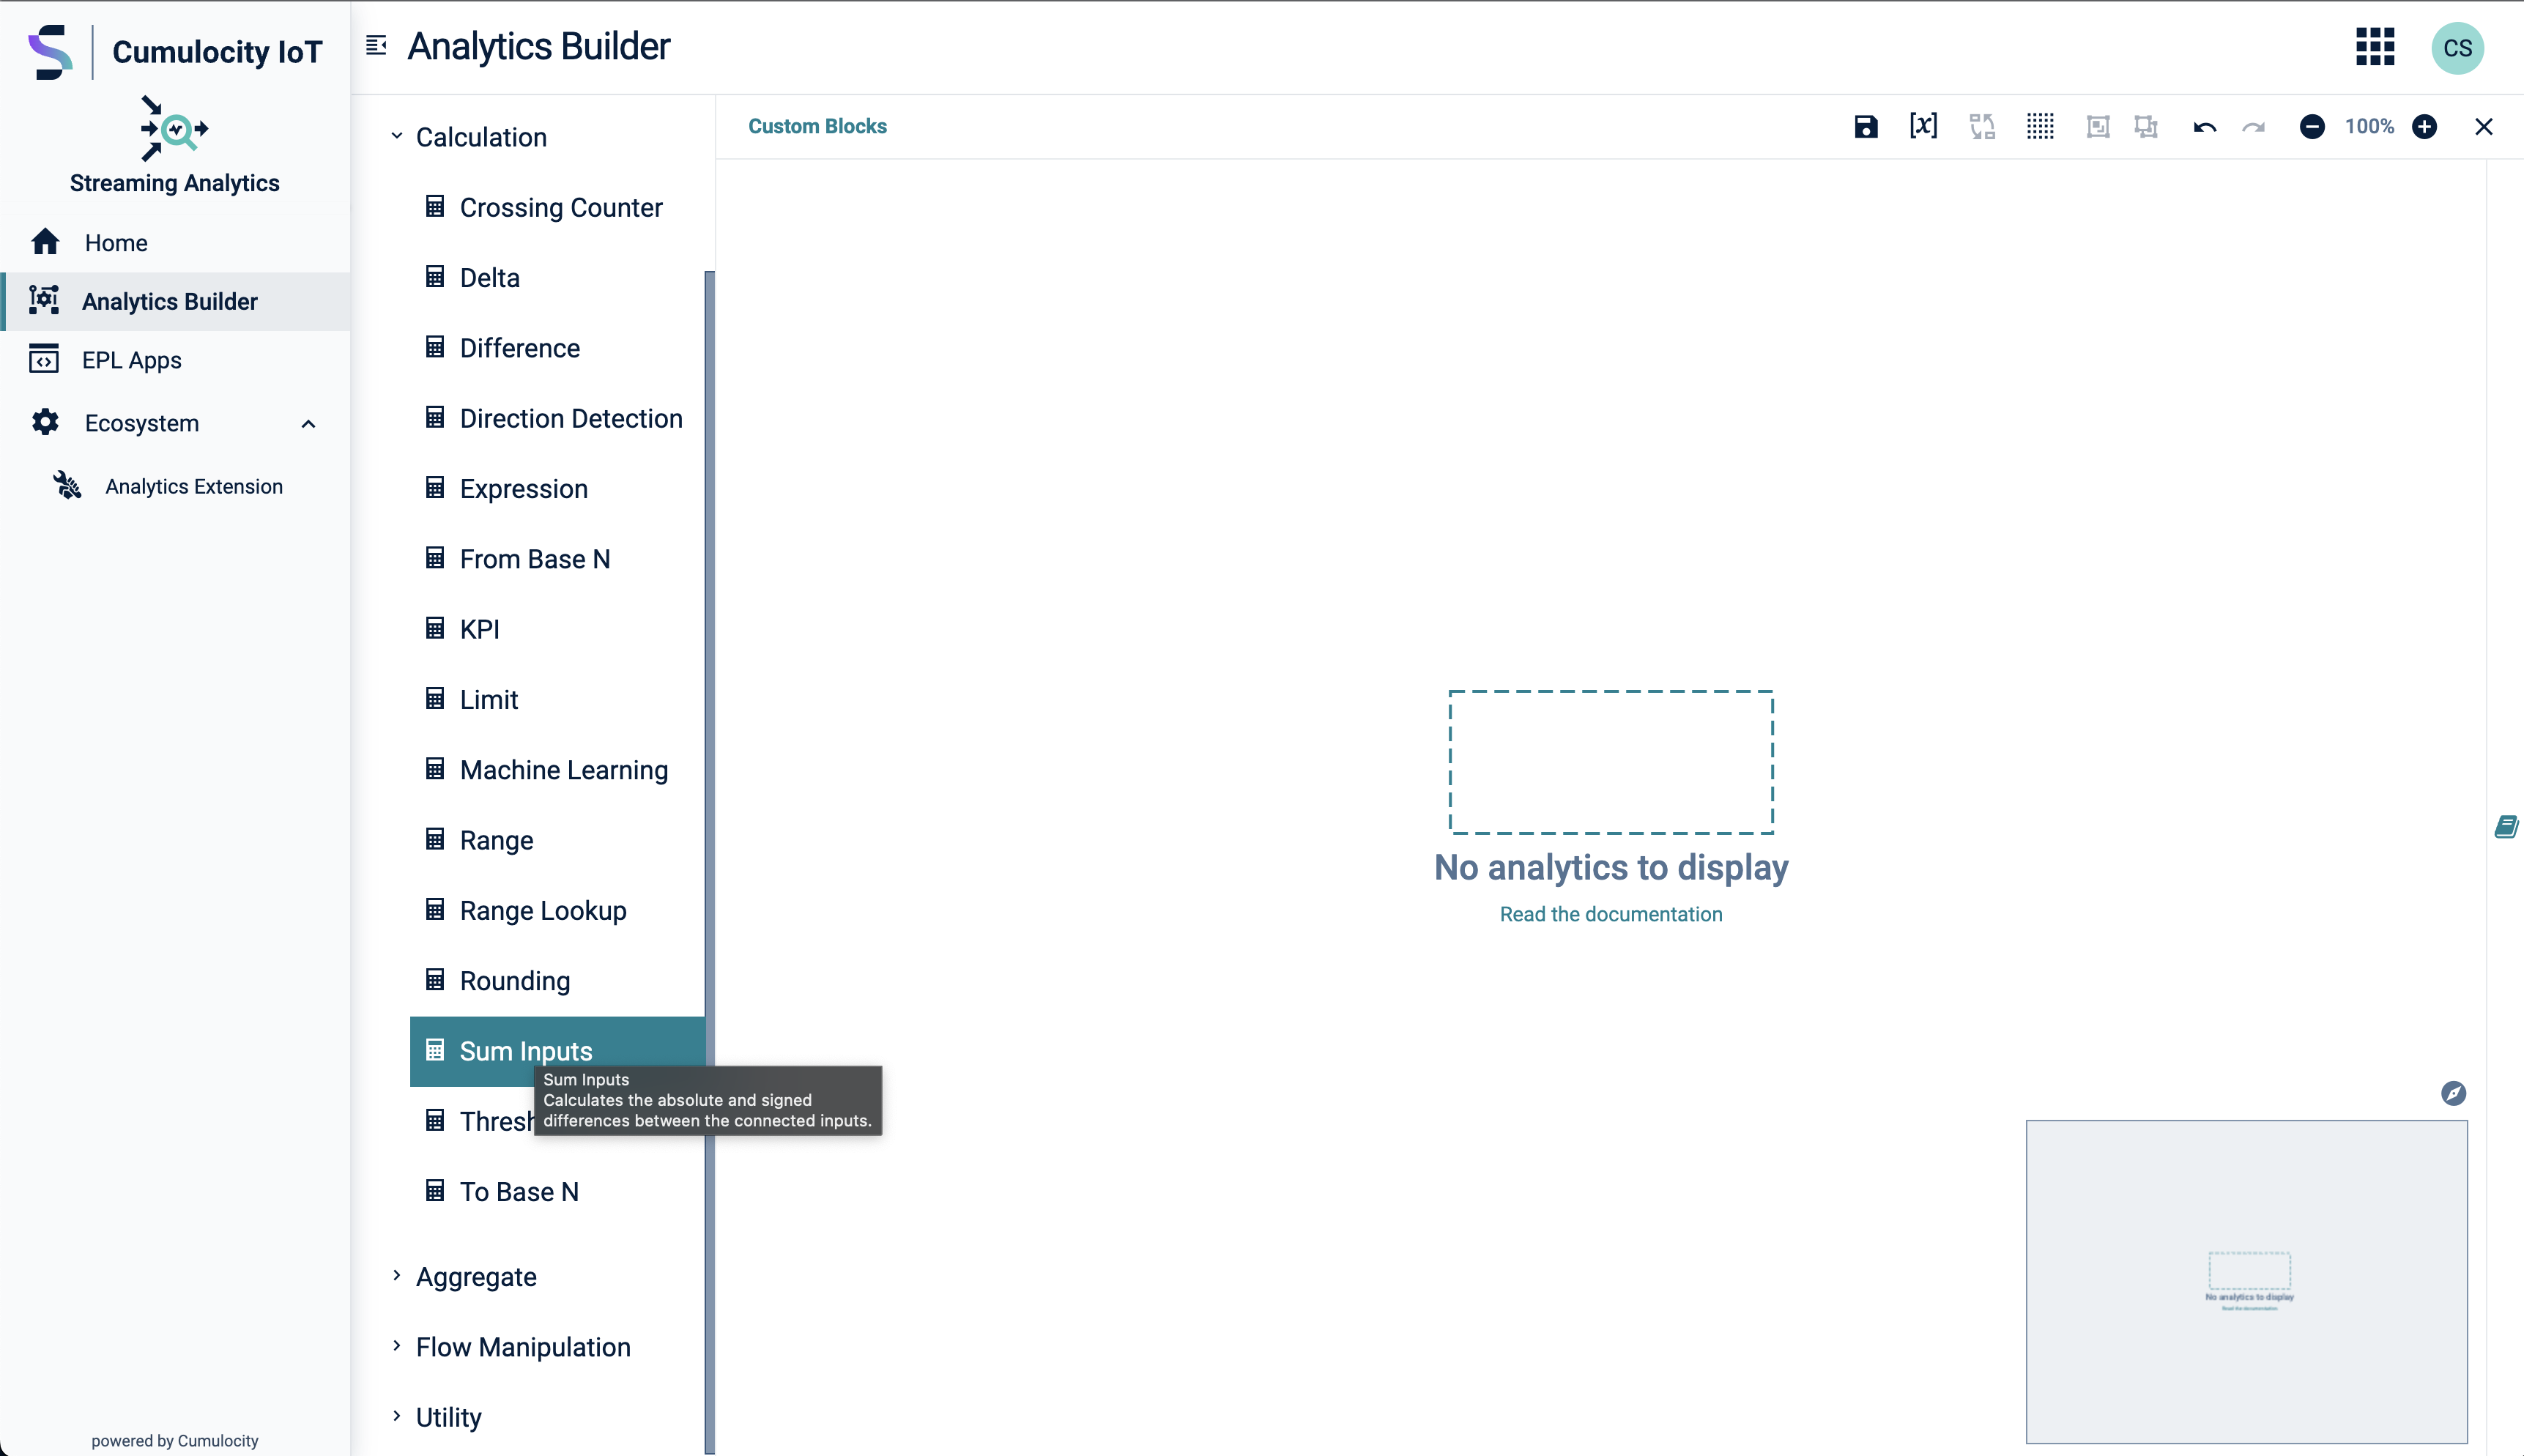 Cumulocity IoT
Streaming Analytics
Home
Analytics Builder
EPL Apps
Ecosystem
Analytics Extension
powered by Cumulocity
Analytics Builder
CS
Calculation
Crossing Counter
Delta
Difference
Direction Detection
Expression
From Base N
KPI
Limit
Machine Learning
Range
Range Lookup
Rounding
Sum Inputs
Sum Inputs
Calculates the absolute and signed
differences between the connected inputs.
Thresh
To Base N
Aggregate
Flow Manipulation
Utility
Custom Blocks
[x]
100%
No analytics to display
Read the documentation
No analytics to display
Read the documentation